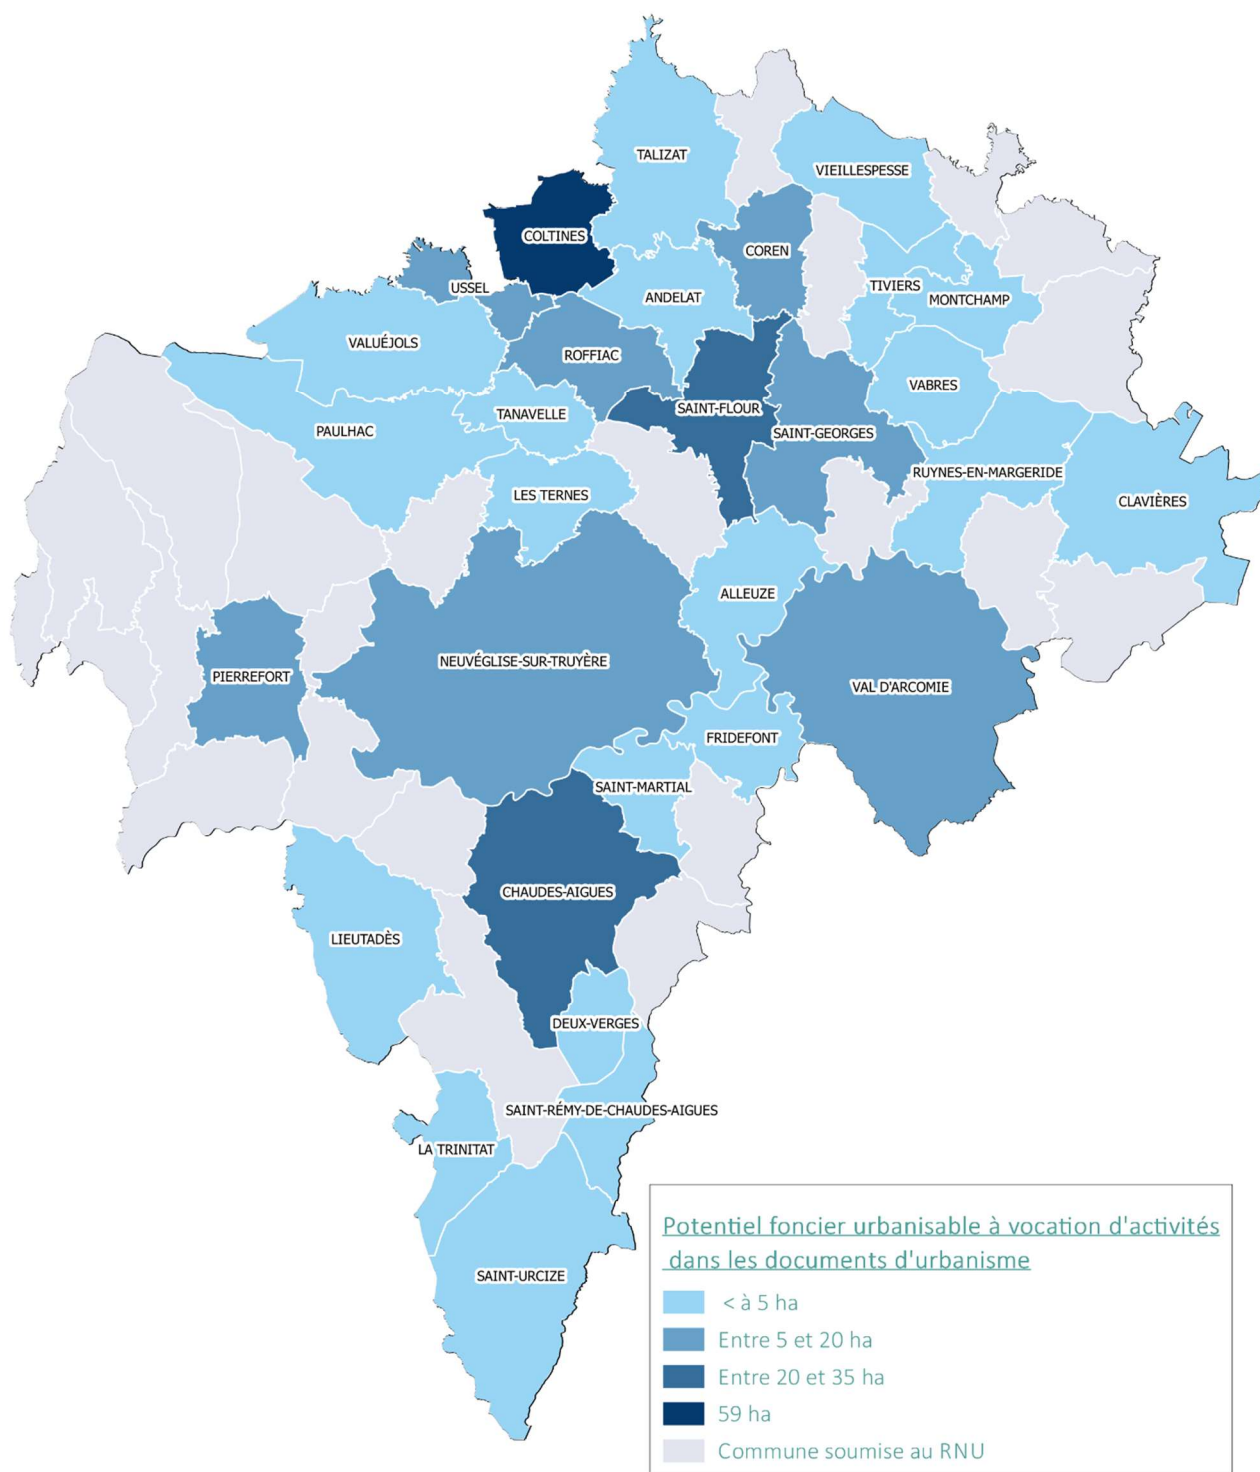 TALIZAT
VIEILLESPESSE
COLTINES
COREN
USSEL
ANDELAT
TIVIERS
MONTCHAMP
VALUÉJOLS
ROFFIAC
VABRES
TANAVELLE
SAINT-FLOUR
PAULHAC
SAINT-GEORGES
RUYNES-EN-MARGERIDE
LES TERNES
CLAVIÈRES
ALLEUZE
NEUVÉGLISE-SUR-TRUYÈRE
PIERREFORT
VAL D'ARCOMIE
FRIDEFONT
SAINT-MARTIAL
CHAUDES-AIGUES
LIEUTADÈS
DEUX-VERGES
SAINT-RÉMY-DE-CHAUDES-AIGUES
LA TRINITAT
SAINT-URCIZE
Potentiel foncier urbanisable à vocation d'activités
dans les documents d'urbanisme
< à 5 ha
Entre 5 et 20 ha
Entre 20 et 35 ha
59 ha
Commune soumise au RNU